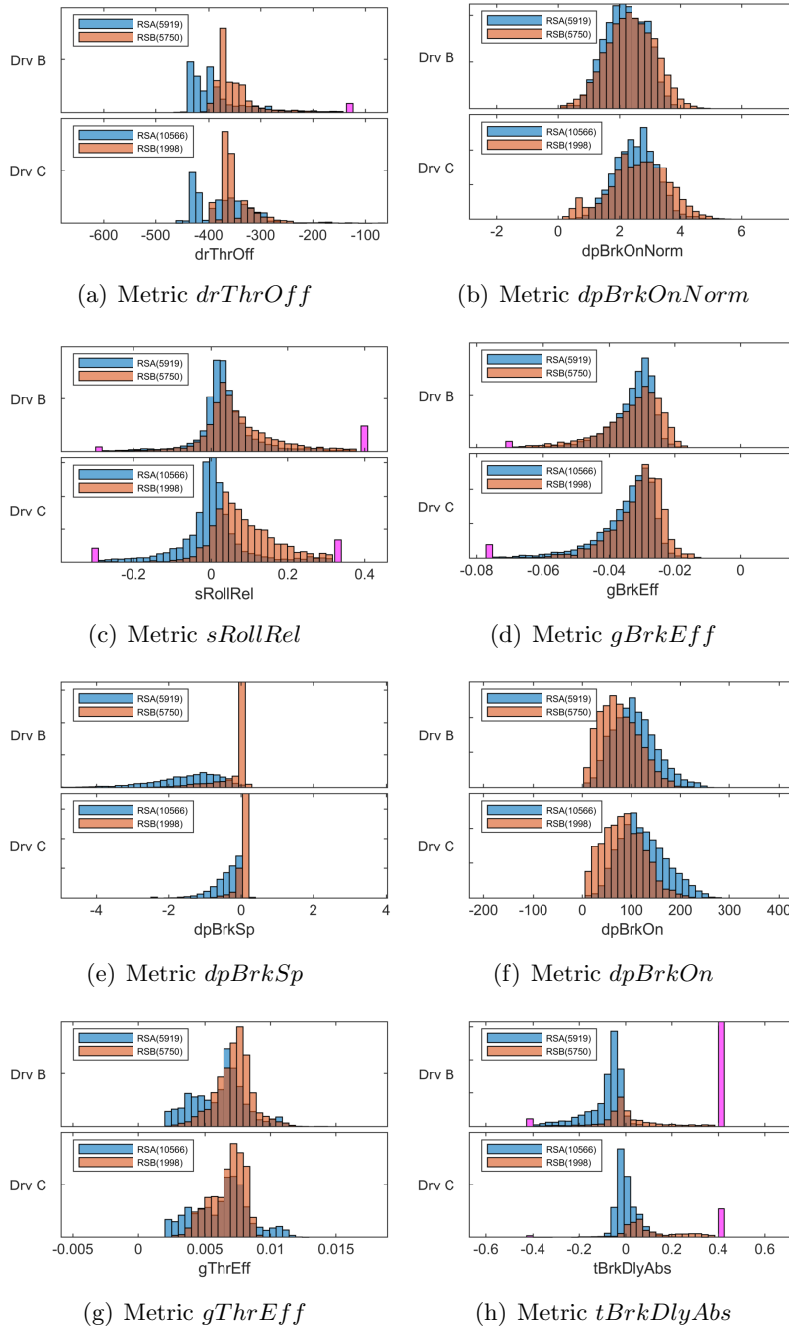 RSA(5919)
RSB(5750)
Drv B
RSA(10566)
RSB(1998)
Drv C
-600 -500 -400 -300 -200 -100
drThrOff
(a) Metric drThrOff
RSA(5919)
RSB(5750)
Drv B
RSA(10566)
RSB(1998)
Drv C
-2 0 2 4 6
dpBrkOnNorm
(b) Metric dpBrkOnNorm
RSA(5919)
RSB(5750)
Drv B
RSA(10566)
RSB(1998)
Drv C
-0.2 0 0.2 0.4
sRollRel
(c) Metric sRollRel
RSA(5919)
RSB(5750)
Drv B
RSA(10566)
RSB(1998)
Drv C
-0.08 -0.06 -0.04 -0.02 0
gBrkEff
(d) Metric gBrkEff
RSA(5919)
RSB(5750)
Drv B
RSA(10566)
RSB(1998)
Drv C
-4 -2 0 2 4
dpBrkSp
(e) Metric dpBrkSp
RSA(5919)
RSB(5750)
Drv B
RSA(10566)
RSB(1998)
Drv C
-200 -100 0 100 200 300 400
dpBrkOn
(f) Metric dpBrkOn
RSA(5919)
RSB(5750)
Drv B
RSA(10566)
RSB(1998)
Drv C
-0.005 0 0.005 0.01 0.015
gThrEff
(g) Metric gThrEff
RSA(5919)
RSB(5750)
Drv B
RSA(10566)
RSB(1998)
Drv C
-0.6 -0.4 -0.2 0 0.2 0.4 0.6
tBrkDlyAbs
(h) Metric tBrkDlyAbs